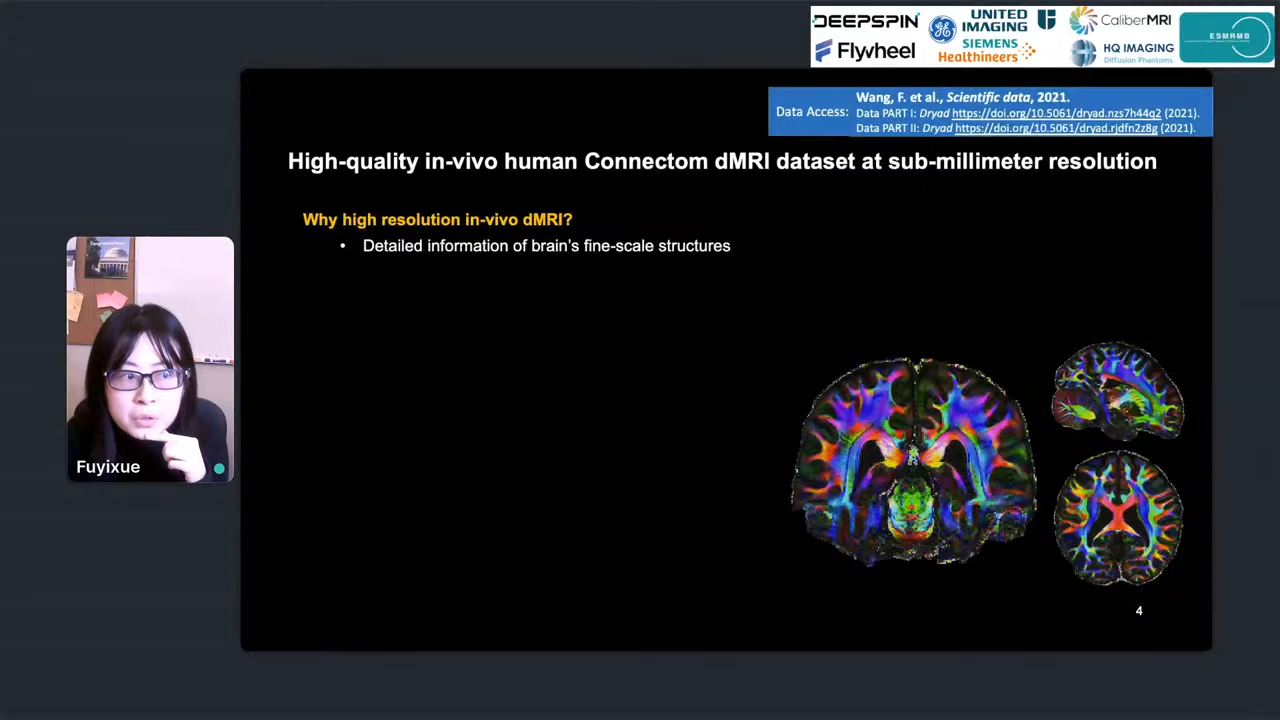 DEEPSPIN
UNITED
IMAGING
CaliberMRI
ESMRMB
Flywheel
SIEMENS
Healthineers
HQ IMAGING
Diffusion Phantoms
Data Access:
Wang, F. et al., Scientific data, 2021.
Data PART I: Dryad https://doi.org/10.5061/dryad.nzs7h44q2 (2021).
Data PART II: Dryad https://doi.org/10.5061/dryad.rjdfn2z8g (2021).
High-quality in-vivo human Connectom dMRI dataset at sub-millimeter resolution
Why high resolution in-vivo dMRI?
• Detailed information of brain's fine-scale structures
Fuyixue
4